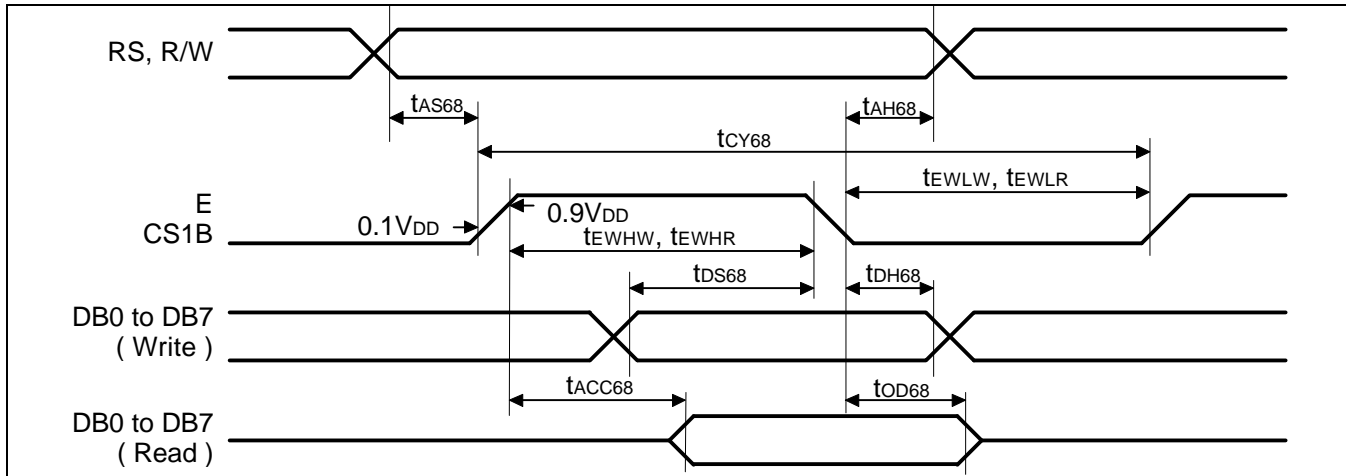 RS, R/W
tAS68
tAH68
tCY68
tEWLW, tEWLR
E
CS1B
0.1VDD
0.9VDD
tEWHW, tEWHR
tDS68
tDH68
DB0 to DB7
( Write )
tACC68
tOD68
DB0 to DB7
( Read )